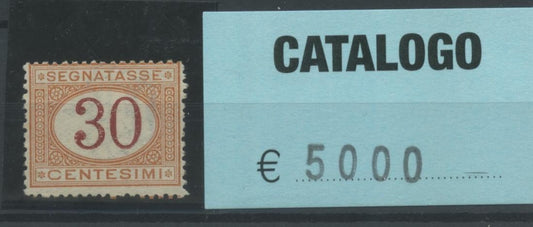 SEGNATASSE
30
CENTESIMI
CATALOGO
€ 5000